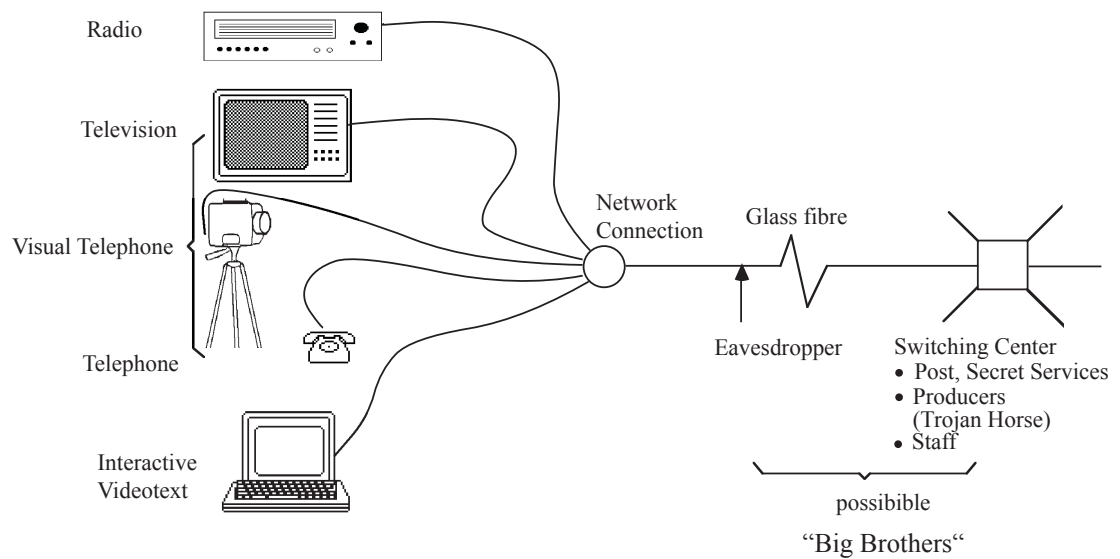 Radio
Television
Visual Telephone
Telephone
Interactive
Videotext
Network
Connection
Glass fibre
Eavesdropper
Switching Center
• Post, Secret Services
• Producers
(Trojan Horse)
• Staff
possibible
“Big Brothers“